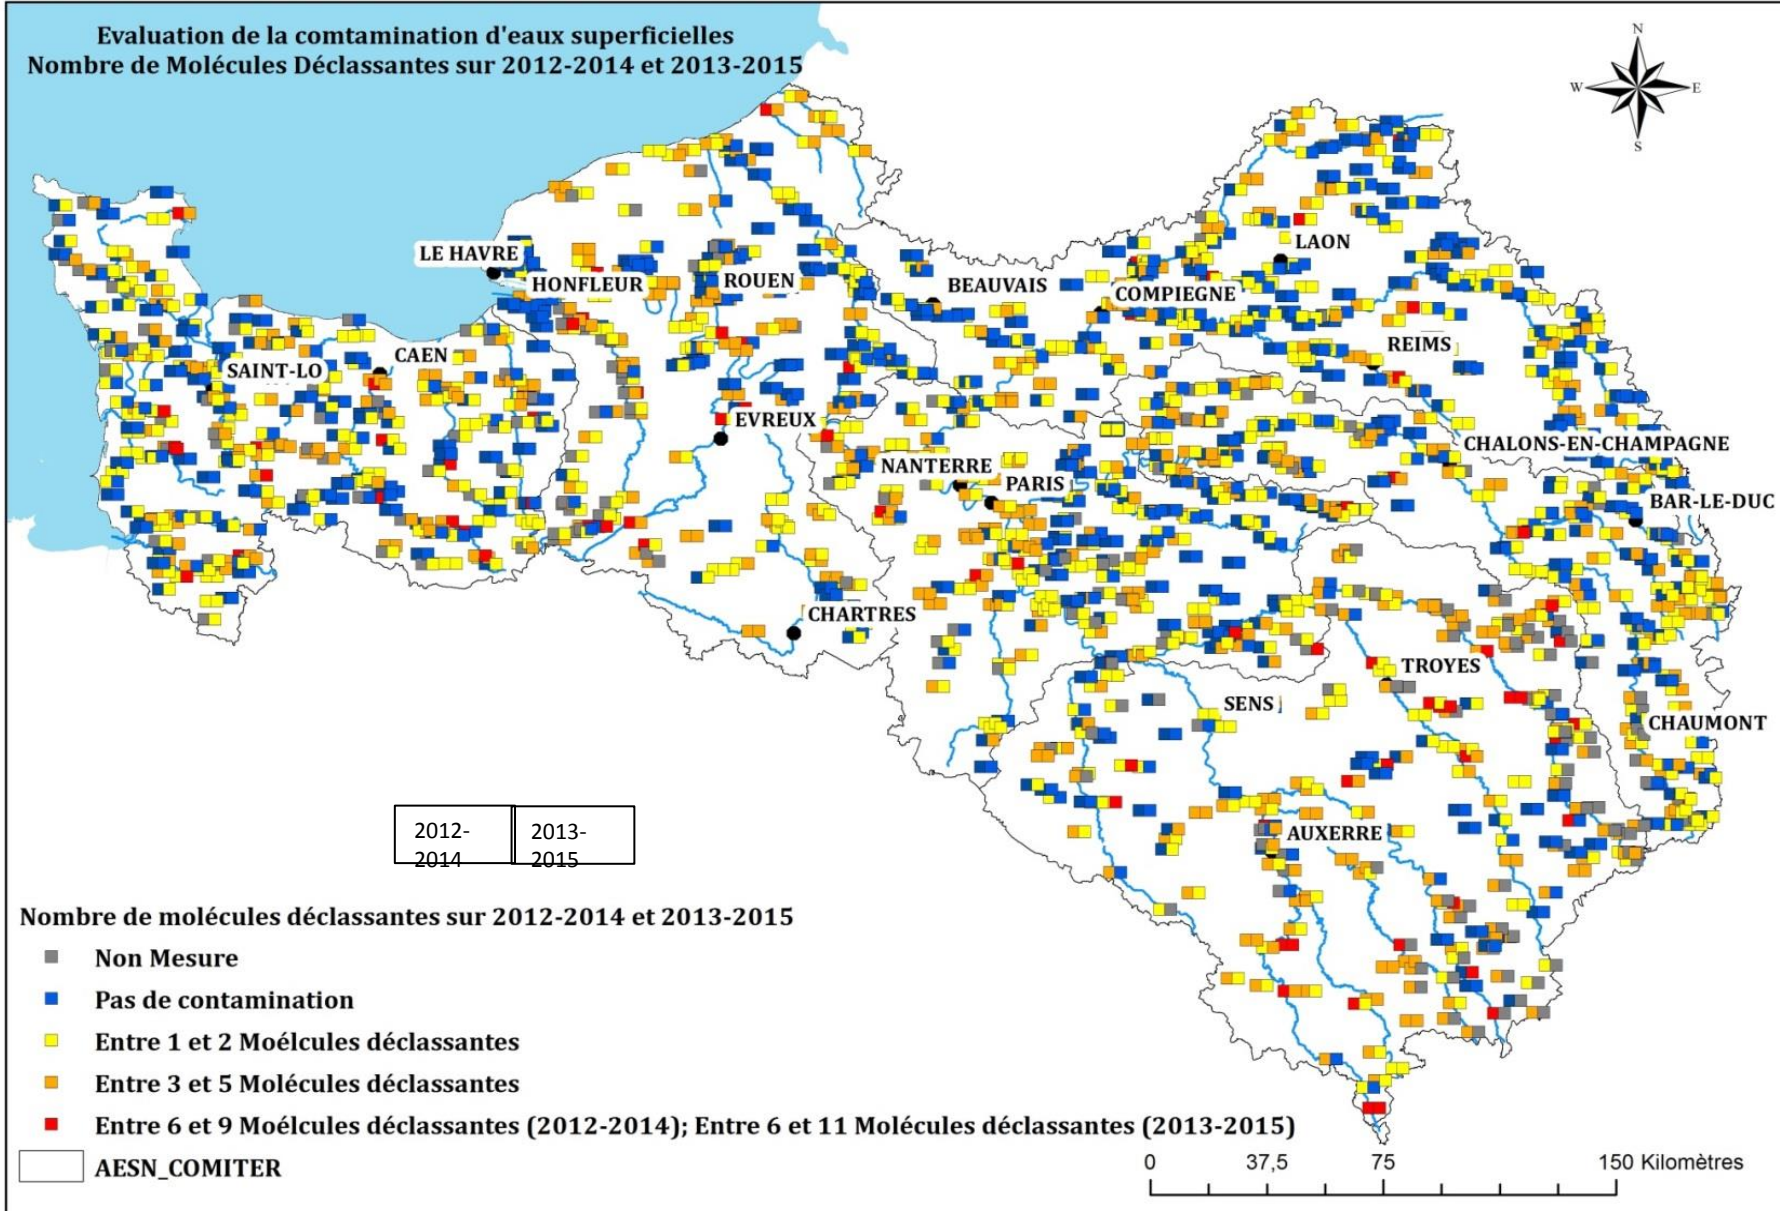 Evaluation de la comtamination d'eaux superficielles
Nombre de Molécules Déclassantes sur 2012-2014 et 2013-2015
N
W
E
S
LE HAVRE
HONFLEUR
ROUEN
BEAUVAIS
COMPIEGNE
LAON
REIMS
SAINT-LO
CAEN
EVREUX
CHALONS-EN-CHAMPAGNE
NANTERRE
PARIS
BAR-LE-DUC
CHARTRES
TROYES
SENS
CHAUMONT
AUXERRE
2012-
2014
2013-
2015
Nombre de molécules déclassantes sur 2012-2014 et 2013-2015
Non Mesure
Pas de contamination
Entre 1 et 2 Moélcules déclassantes
Entre 3 et 5 Molécules déclassantes
Entre 6 et 9 Moélcules déclassantes (2012-2014); Entre 6 et 11 Molécules déclassantes (2013-2015)
AESN_COMITER
0 37,5 75 150 Kilomètres